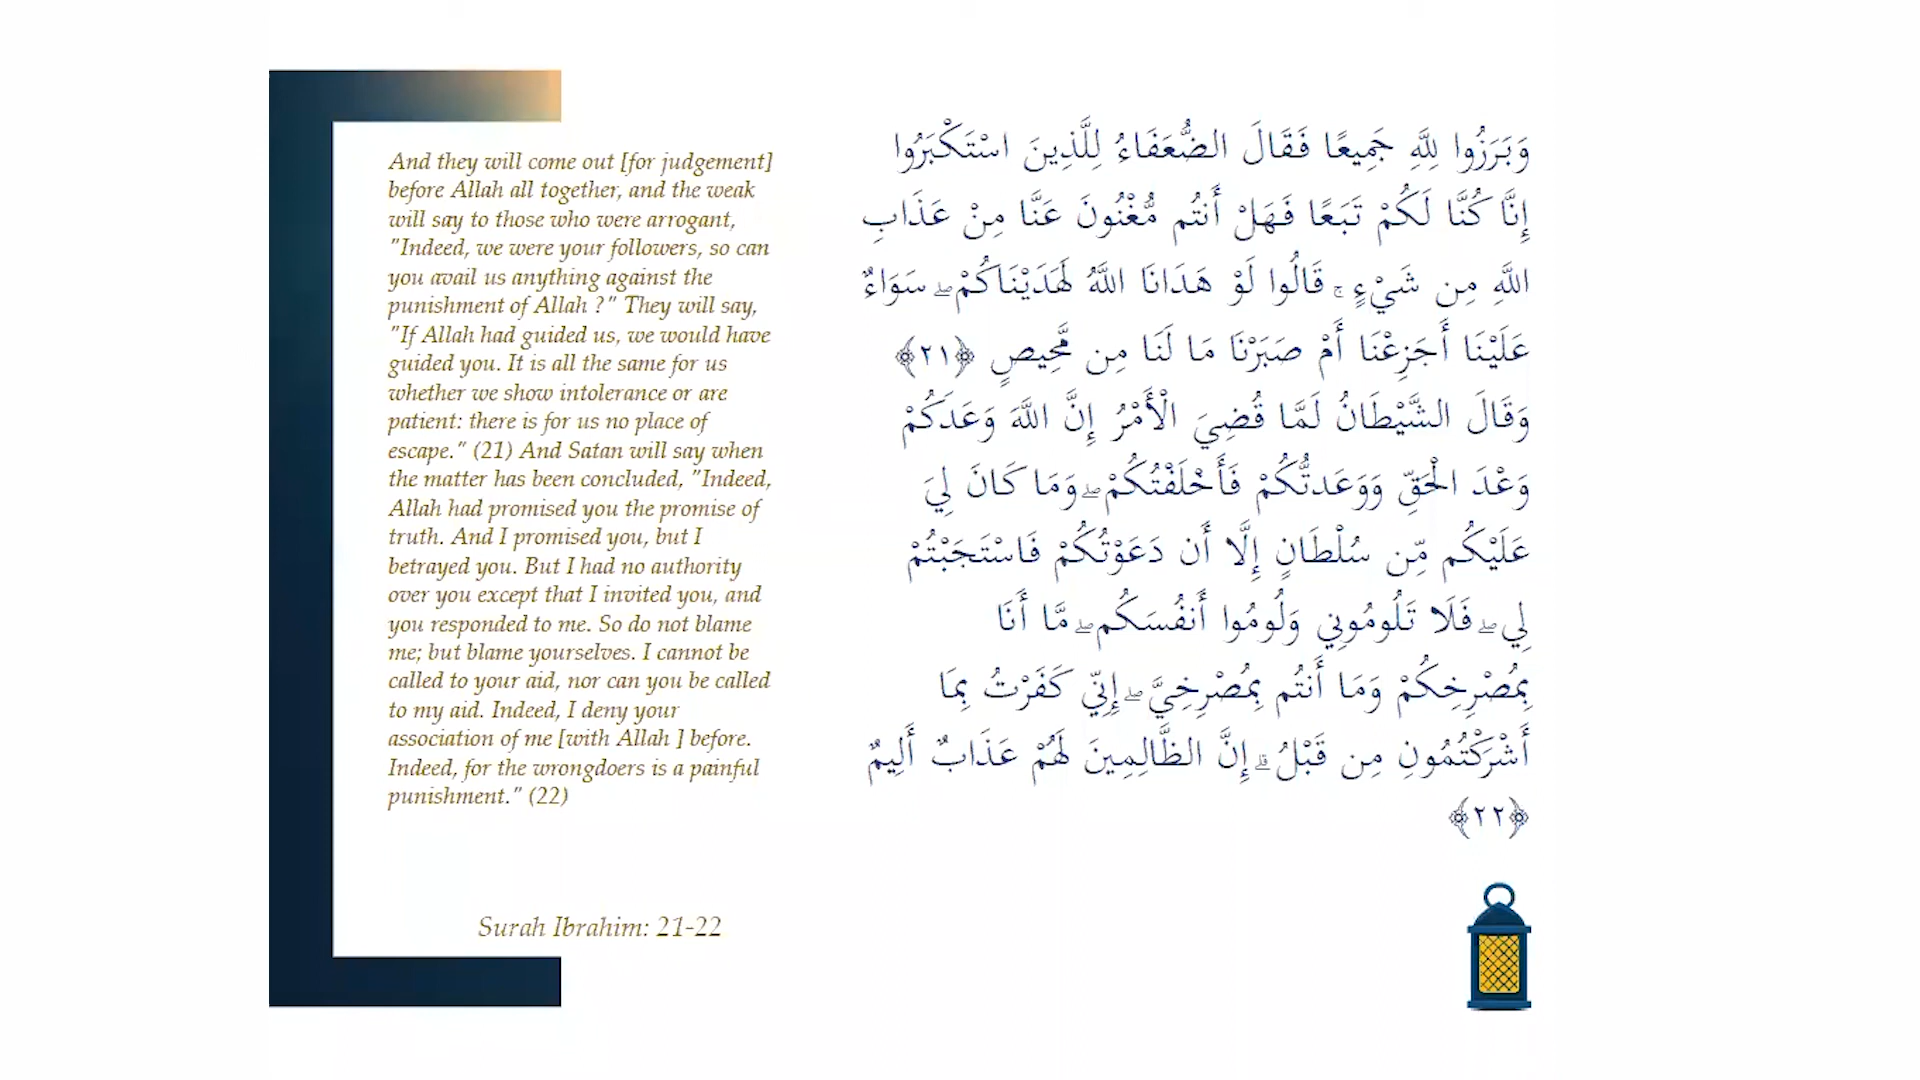 And they will come out [for judgement]
before Allah all together, and the weak
will say to those who were arrogant,
"Indeed, we were your followers, so can
you avail us anything against the
punishment of Allah ?" They will say,
"If Allah had guided us, we would have
guided you. It is all the same for us
whether we show intolerance or are
patient: there is for us no place of
escape." (21) And Satan will say when
the matter has been concluded, "Indeed,
Allah had promised you the promise of
truth. And I promised you, but I
betrayed you. But I had no authority
over you except that I invited you, and
you responded to me. So do not blame
me; but blame yourselves. I cannot be
called to your aid, nor can you be called
to my aid. Indeed, I deny your
association of me [with Allah ] before.
Indeed, for the wrongdoers is a painful
punishment." (22)
Surah Ibrahim: 21-22
وَبَرَزُوا لِلَّهِ جَمِيعًا فَقَالَ الضُّعَفَاءُ لِلَّذِينَ اسْتَكْبَرُوا
إِنَّا كُنَّا لَكُمْ تَبَعًا فَهَلْ أَنتُم مُّغْنُونَ عَنَّا مِنْ عَذَابِ
اللَّهِ مِن شَيْءٍ ۚ قَالُوا لَوْ هَدَانَا اللَّهُ لَهَدَيْنَاكُمْ ۖ سَوَاءٌ
عَلَيْنَا أَجَزِعْنَا أَمْ صَبَرْنَا مَا لَنَا مِن مَّحِيصٍ ﴿٢١﴾
وَقَالَ الشَّيْطَانُ لَمَّا قُضِيَ الْأَمْرُ إِنَّ اللَّهَ وَعَدَكُمْ
وَعْدَ الْحَقِّ وَوَعَدتُّكُمْ فَأَخْلَفْتُكُمْ ۖ وَمَا كَانَ لِيَ
عَلَيْكُم مِّن سُلْطَانٍ إِلَّا أَن دَعَوْتُكُمْ فَاسْتَجَبْتُمْ
لِي ۖ فَلَا تَلُومُونِي وَلُومُوا أَنفُسَكُم ۖ مَّا أَنَا
بِمُصْرِخِكُمْ وَمَا أَنتُم بِمُصْرِخِيَّ ۖ إِنِّي كَفَرْتُ بِمَا
أَشْرَكْتُمُونِ مِن قَبْلُ ۗ إِنَّ الظَّالِمِينَ لَهُمْ عَذَابٌ أَلِيمٌ
﴿٢٢﴾